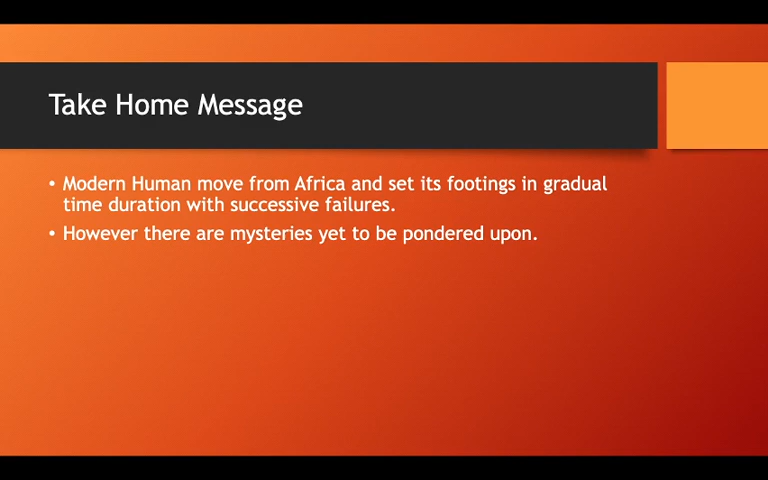 Take Home Message
• Modern Human move from Africa and set its footings in gradual
time duration with successive failures.
• However there are mysteries yet to be pondered upon.